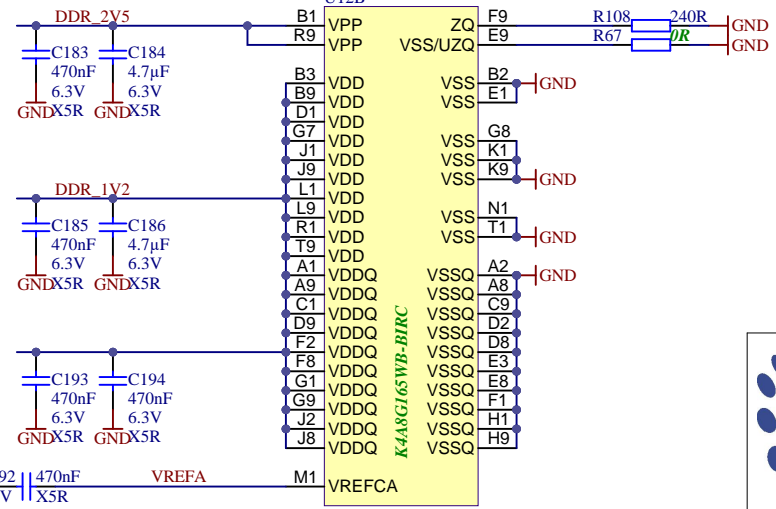 DDR_2V5
B1 VPP ZQ F9 R108 240R GND
R9 VPP VSS/UZQ E9 R67 0R GND
C183 C184
470nF 4.7µF
6.3V 6.3V
GND X5R GND X5R
B3 VDD VSS B2 GND
B9 VDD VSS E1
D1 VDD
G7 VDD VSS G8
J1 VDD VSS K1
J9 VDD VSS K9 GND
DDR_1V2
L1 VDD
L9 VDD VSS N1
R1 VDD VSS T1 GND
T9 VDD
C185 C186
470nF 4.7µF
6.3V 6.3V
GND X5R GND X5R
A1 VDDQ VSSQ A2 GND
A9 VDDQ VSSQ A8
C1 VDDQ VSSQ C9
D9 VDDQ VSSQ D2
F2 VDDQ VSSQ D8
F8 VDDQ VSSQ E3
G1 VDDQ VSSQ E8
G9 VDDQ VSSQ F1
J2 VDDQ VSSQ H1
J8 VDDQ VSSQ H9
K4A8G165WB-BIRC
C193 C194
470nF 470nF
6.3V 6.3V
GND X5R GND X5R
92 470nF VREFA M1 VREFCA
V X5R